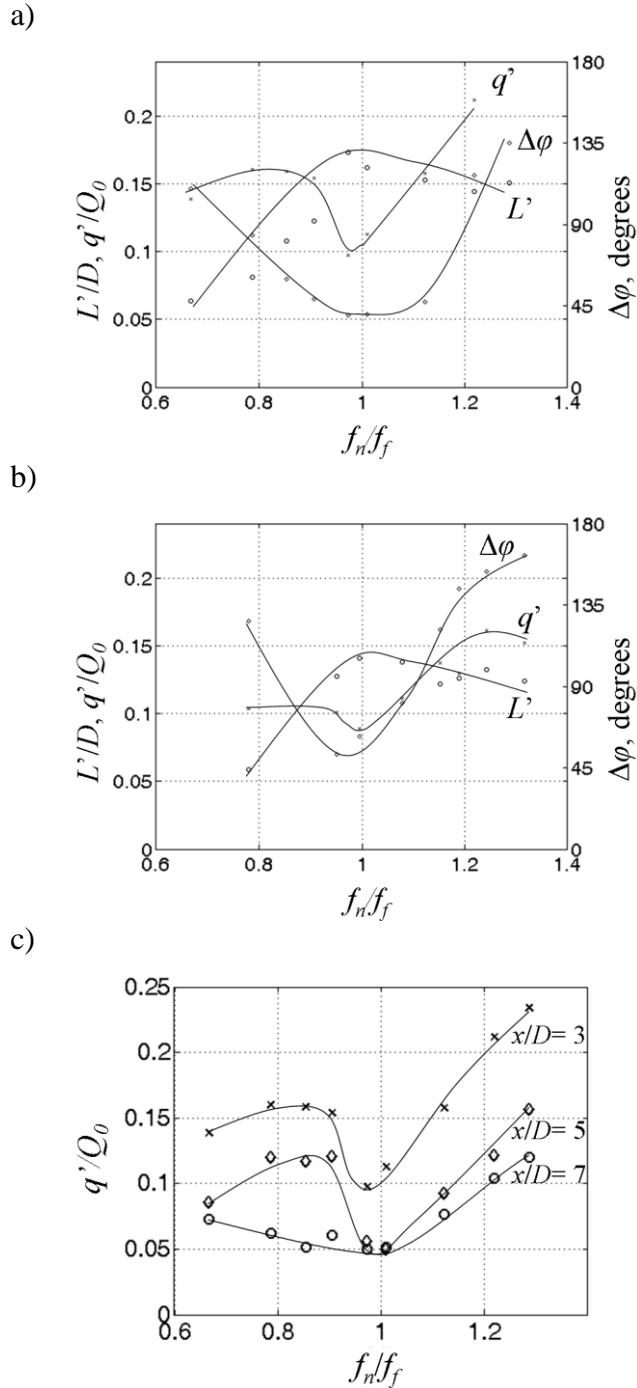 a)
180
q’
0.2
Δφ
135
L’/D, q’/Q0
0.15
L’
90
Δφ, degrees
0.1
0.05
45
0
0
0.6
0.8
1
1.2
1.4
fn/ff
b)
180
Δφ
0.2
135
q’
L’/D, q’/Q0
0.15
90
Δφ, degrees
L’
0.1
0.05
45
0
0
0.6
0.8
1
1.2
1.4
fn/ff
c)
0.25
x/D= 3
0.2
q’/Q0
0.15
x/D= 5
0.1
x/D= 7
0.05
0
0.6
0.8
1
1.2
fn/ff